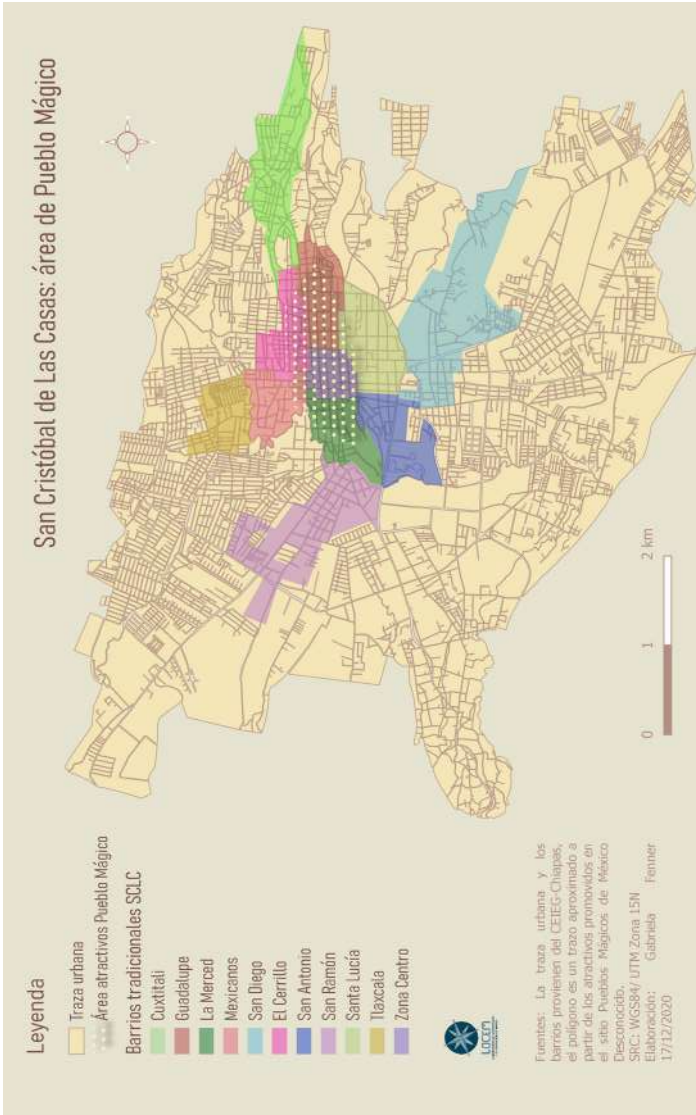 San Cristóbal de Las Casas: área de Pueblo Mágico
Leyenda
Traza urbana
Área atractivos Pueblo Mágico
Barrios tradicionales SCLC
Cuxtitali
Guadalupe
La Merced
Mexicanos
San Diego
El Cerrillo
San Antonio
San Ramón
Santa Lucía
Tlaxcala
Zona Centro
LOCEM
Fuentes: La traza urbana y los
barrios provienen del CEIEG-Chiapas,
el polígono es un trazo aproximado a
partir de los atractivos promovidos en
el sitio Pueblos Mágicos de México
Desconocido.
SRC: WGS84/ UTM Zona 15N
Elaboración: Gabriela Fenner
17/12/2020
0 1 2 km